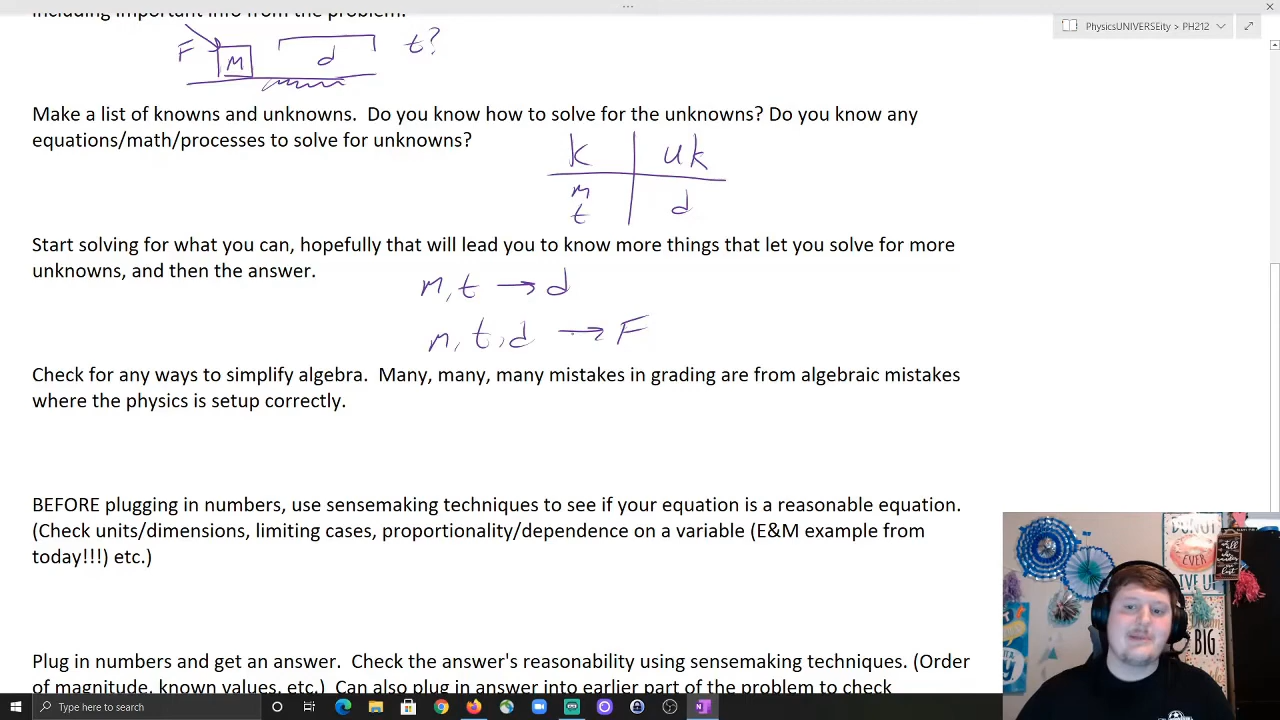 PhysicsUNIVERSEity > PH212
including important info from the problem.
F M d t?
Make a list of knowns and unknowns. Do you know how to solve for the unknowns? Do you know any
equations/math/processes to solve for unknowns?
k uk
m d
t
Start solving for what you can, hopefully that will lead you to know more things that let you solve for more
unknowns, and then the answer.
m, t → d
m, t, d → F
Check for any ways to simplify algebra. Many, many, many mistakes in grading are from algebraic mistakes
where the physics is setup correctly.
BEFORE plugging in numbers, use sensemaking techniques to see if your equation is a reasonable equation.
(Check units/dimensions, limiting cases, proportionality/dependence on a variable (E&M example from
today!!!) etc.)
DONUT
EVER
GIVE UP
BIG
Plug in numbers and get an answer. Check the answer's reasonability using sensemaking techniques. (Order
of magnitude, known values, etc.) Can also plug in answer into earlier part of the problem to check
Type here to search